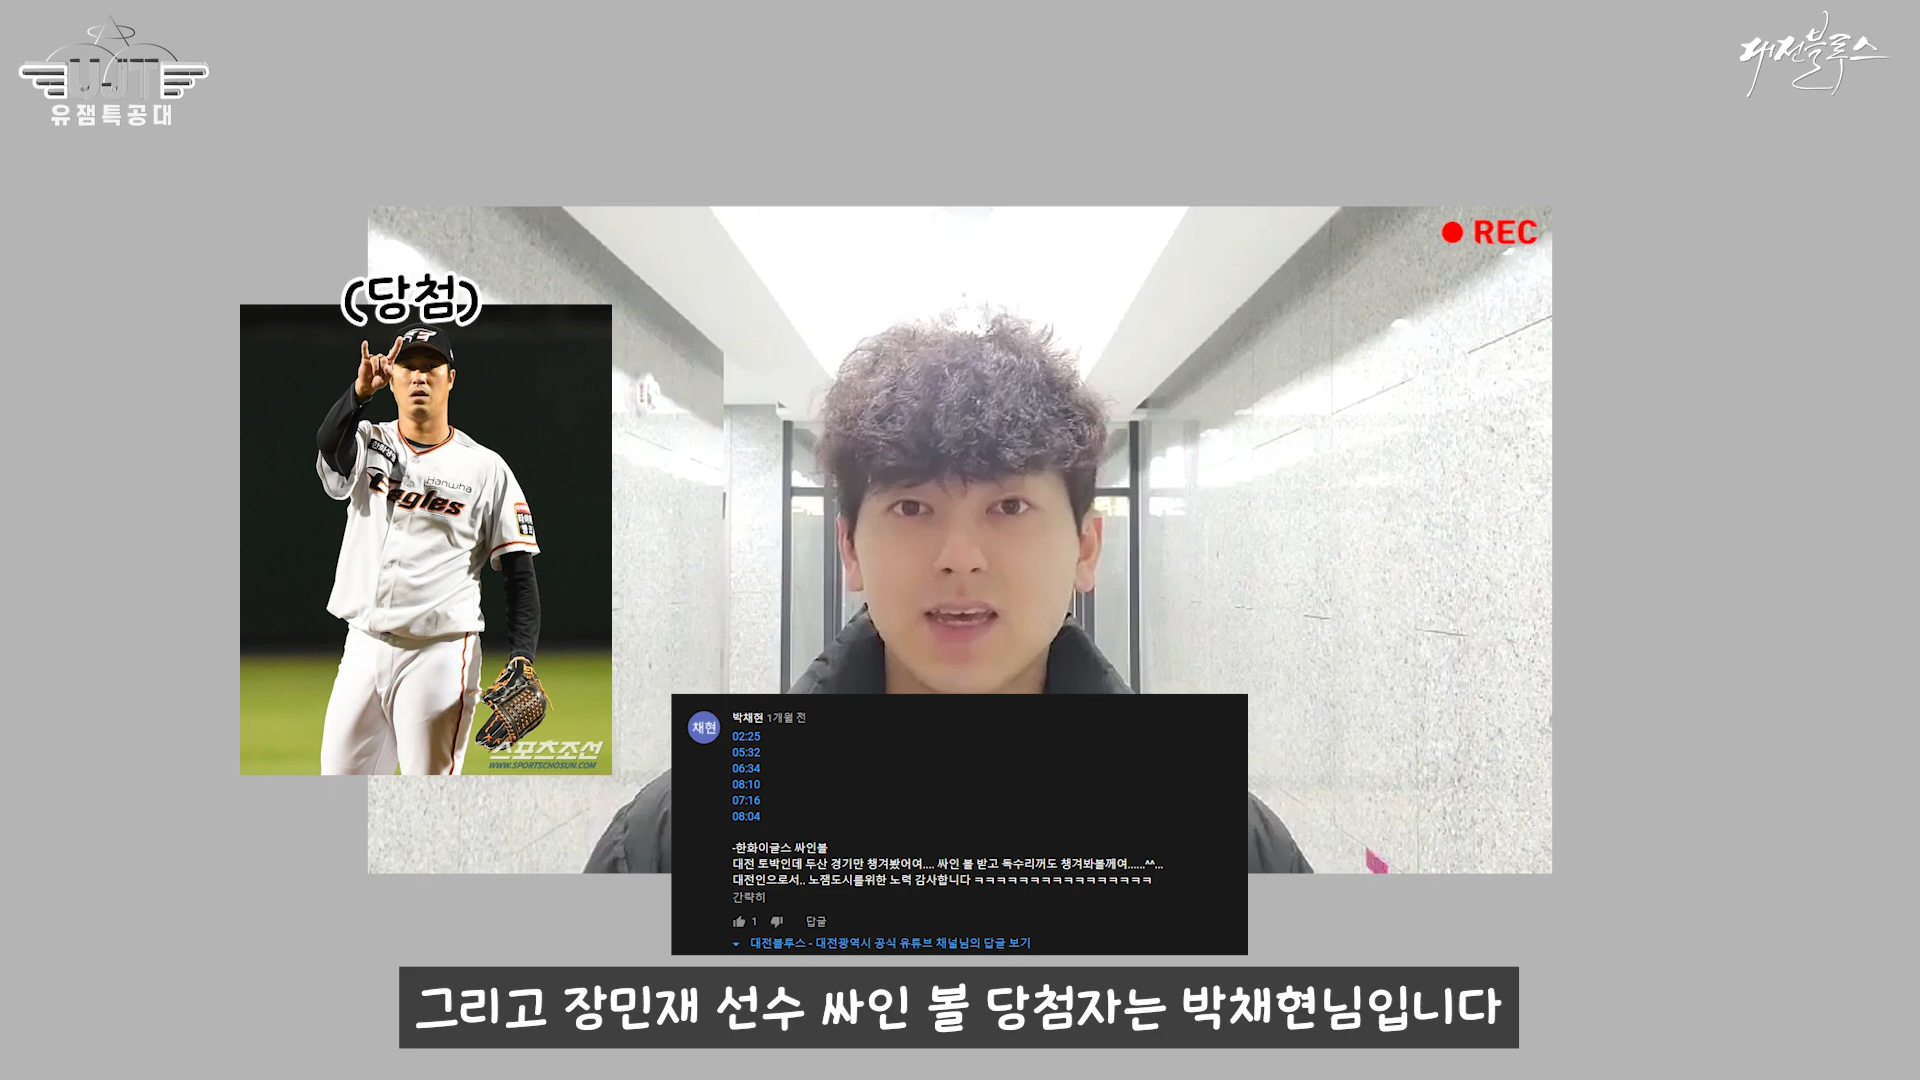 UJT
유잼특공대
대전블루스
REC
(당첨)
한화생명
Hanwha
Eagles
스포츠조선
WWW.SPORTSCHOSUN.COM
채현
박채현 1개월 전
02:25
05:32
06:34
08:10
07:16
08:04
-한화이글스 싸인볼
대전 토박인데 두산 경기만 챙겨봤어여.... 싸인 볼 받고 독수리꺼도 챙겨봐볼께여......^^...
대전인으로서.. 노잼도시를위한 노력 감사합니다 ㅋㅋㅋㅋㅋㅋㅋㅋㅋㅋㅋㅋㅋㅋㅋㅋ
간략히
1 답글
대전블루스 - 대전광역시 공식 유튜브 채널님의 답글 보기
그리고 장민재 선수 싸인 볼 당첨자는 박채현님입니다